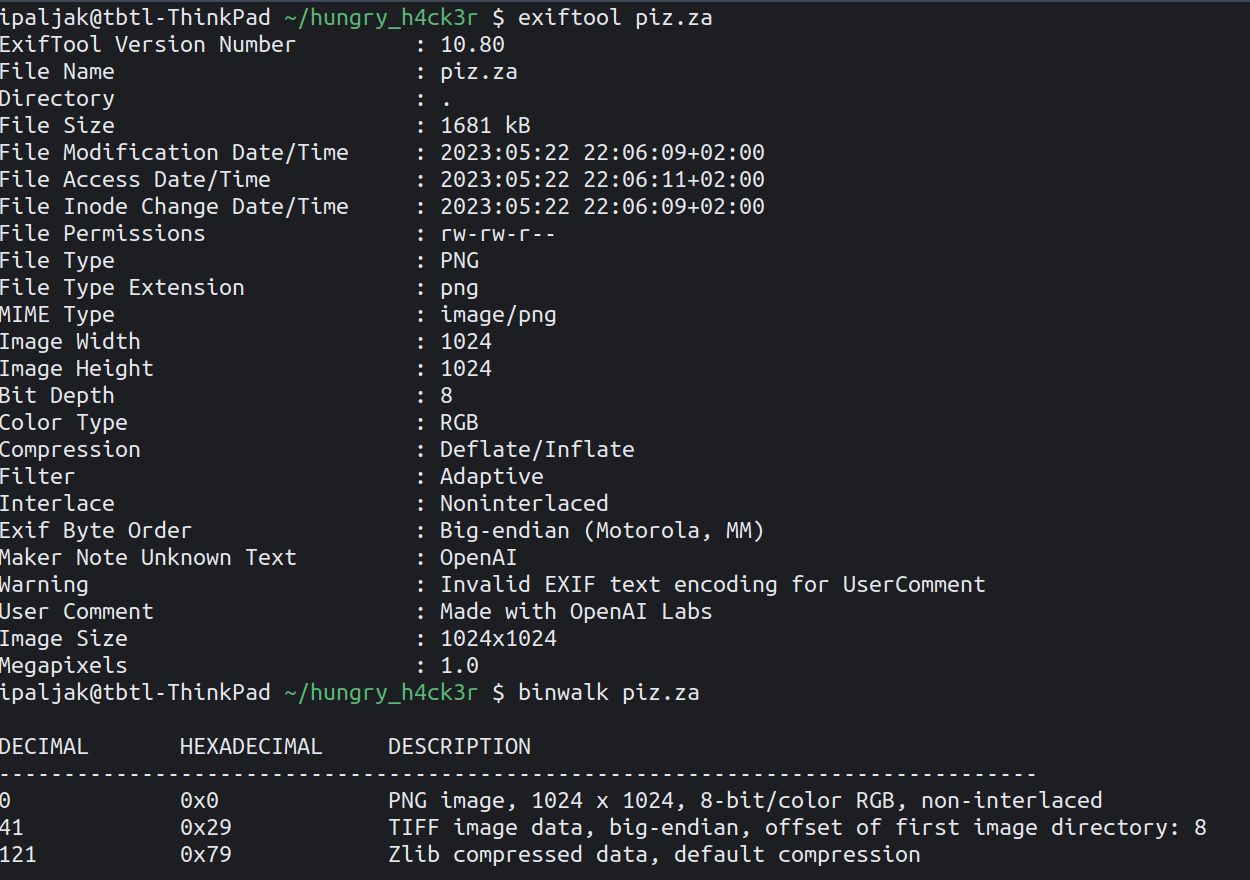 ipaljak@tbtl-ThinkPad ~/hungry_h4ck3r $ exiftool piz.za
ExifTool Version Number : 10.80
File Name : piz.za
Directory : .
File Size : 1681 kB
File Modification Date/Time : 2023:05:22 22:06:09+02:00
File Access Date/Time : 2023:05:22 22:06:11+02:00
File Inode Change Date/Time : 2023:05:22 22:06:09+02:00
File Permissions : rw-rw-r--
File Type : PNG
File Type Extension : png
MIME Type : image/png
Image Width : 1024
Image Height : 1024
Bit Depth : 8
Color Type : RGB
Compression : Deflate/Inflate
Filter : Adaptive
Interlace : Noninterlaced
Exif Byte Order : Big-endian (Motorola, MM)
Maker Note Unknown Text : OpenAI
Warning : Invalid EXIF text encoding for UserComment
User Comment : Made with OpenAI Labs
Image Size : 1024x1024
Megapixels : 1.0
ipaljak@tbtl-ThinkPad ~/hungry_h4ck3r $ binwalk piz.za
DECIMAL HEXADECIMAL DESCRIPTION
--------------------------------------------------------------------------------
0 0x0 PNG image, 1024 x 1024, 8-bit/color RGB, non-interlaced
41 0x29 TIFF image data, big-endian, offset of first image directory: 8
121 0x79 Zlib compressed data, default compression